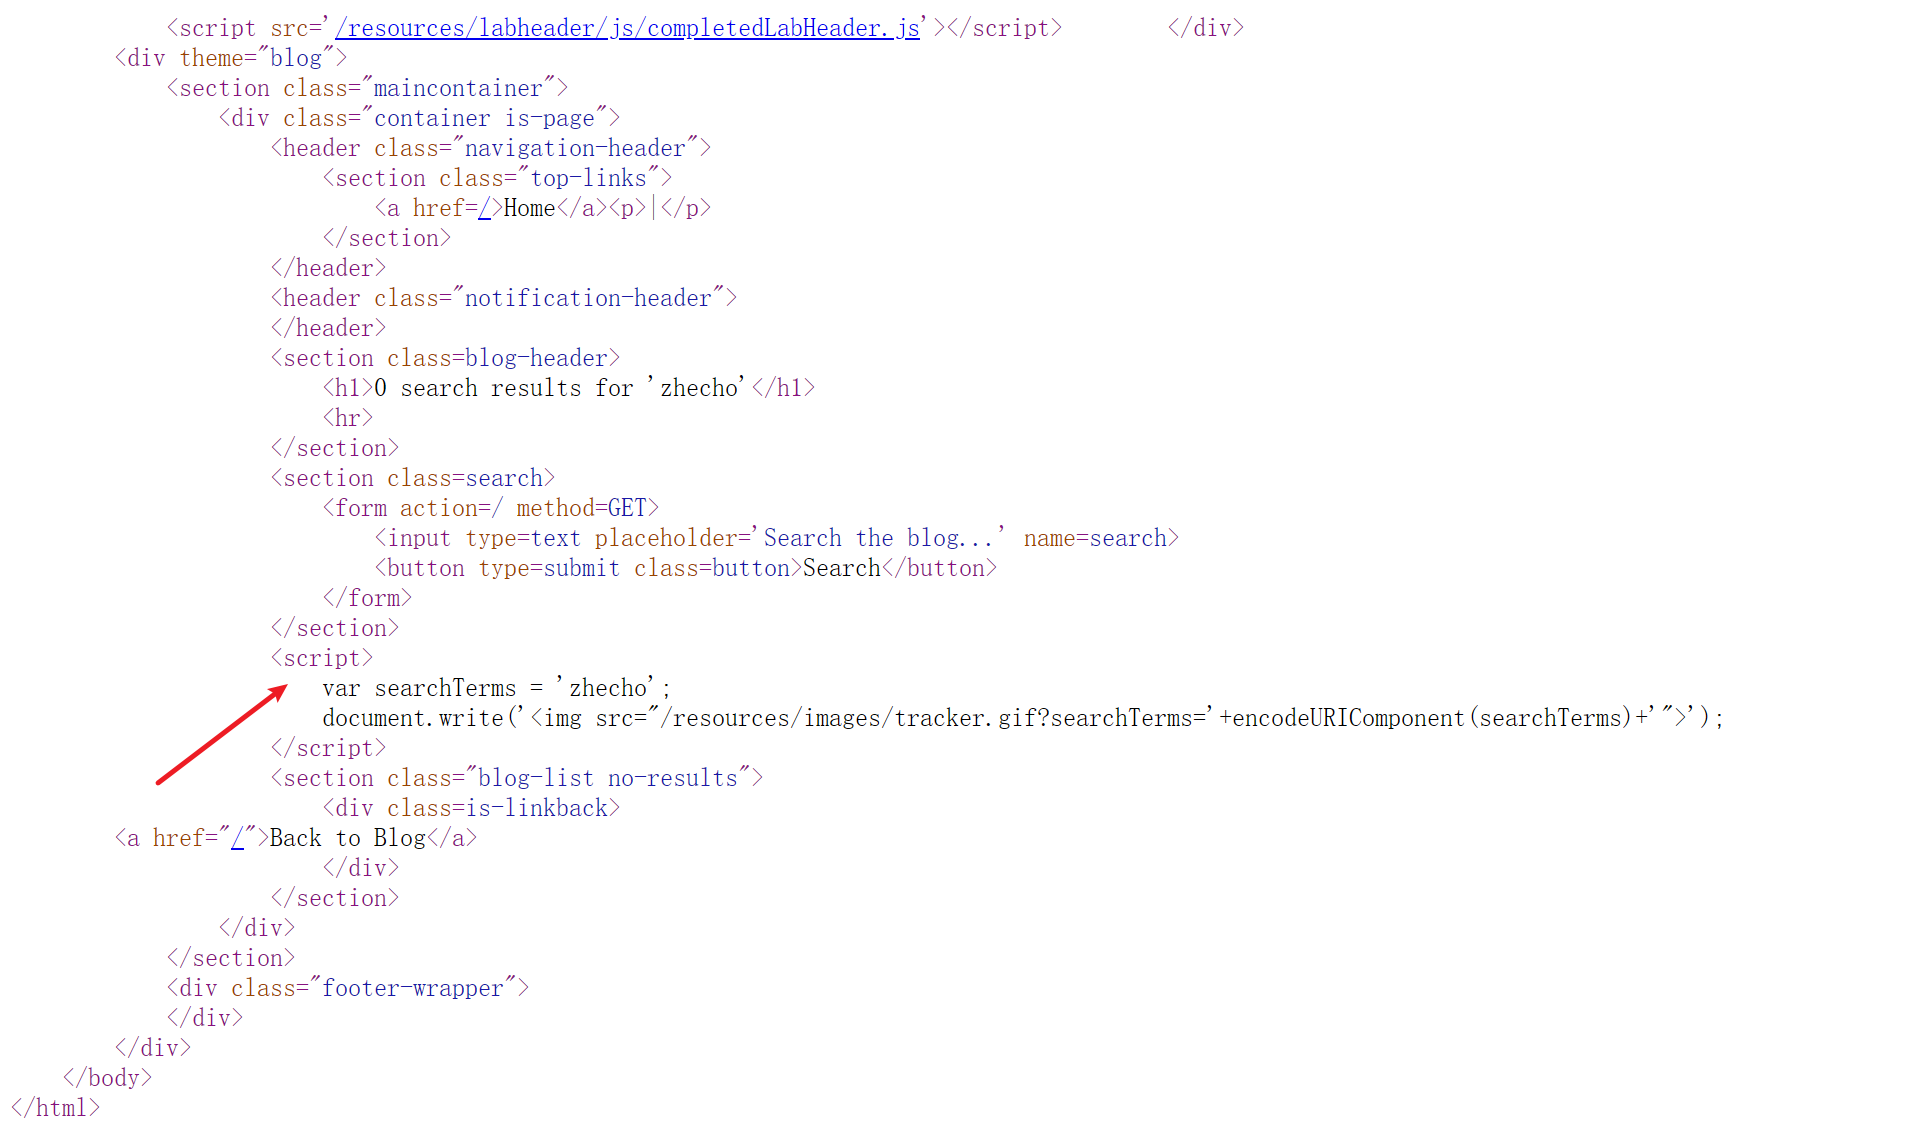 <script src='/resources/labheader/js/completedLabHeader.js'></script>        </div>
<div theme="blog">
<section class="maincontainer">
<div class="container is-page">
<header class="navigation-header">
<section class="top-links">
<a href=/>Home</a><p>|</p>
</section>
</header>
<header class="notification-header">
</header>
<section class=blog-header>
<h1>0 search results for 'zhecho'</h1>
<hr>
</section>
<section class=search>
<form action=/ method=GET>
<input type=text placeholder='Search the blog...' name=search>
<button type=submit class=button>Search</button>
</form>
</section>
<script>
var searchTerms = 'zhecho';
document.write('<img src="/resources/images/tracker.gif?searchTerms='+encodeURIComponent(searchTerms)+'">');
</script>
<section class="blog-list no-results">
<div class=is-linkback>
<a href="/">Back to Blog</a>
</div>
</section>
</div>
</section>
<div class="footer-wrapper">
</div>
</div>
</body>
</html>